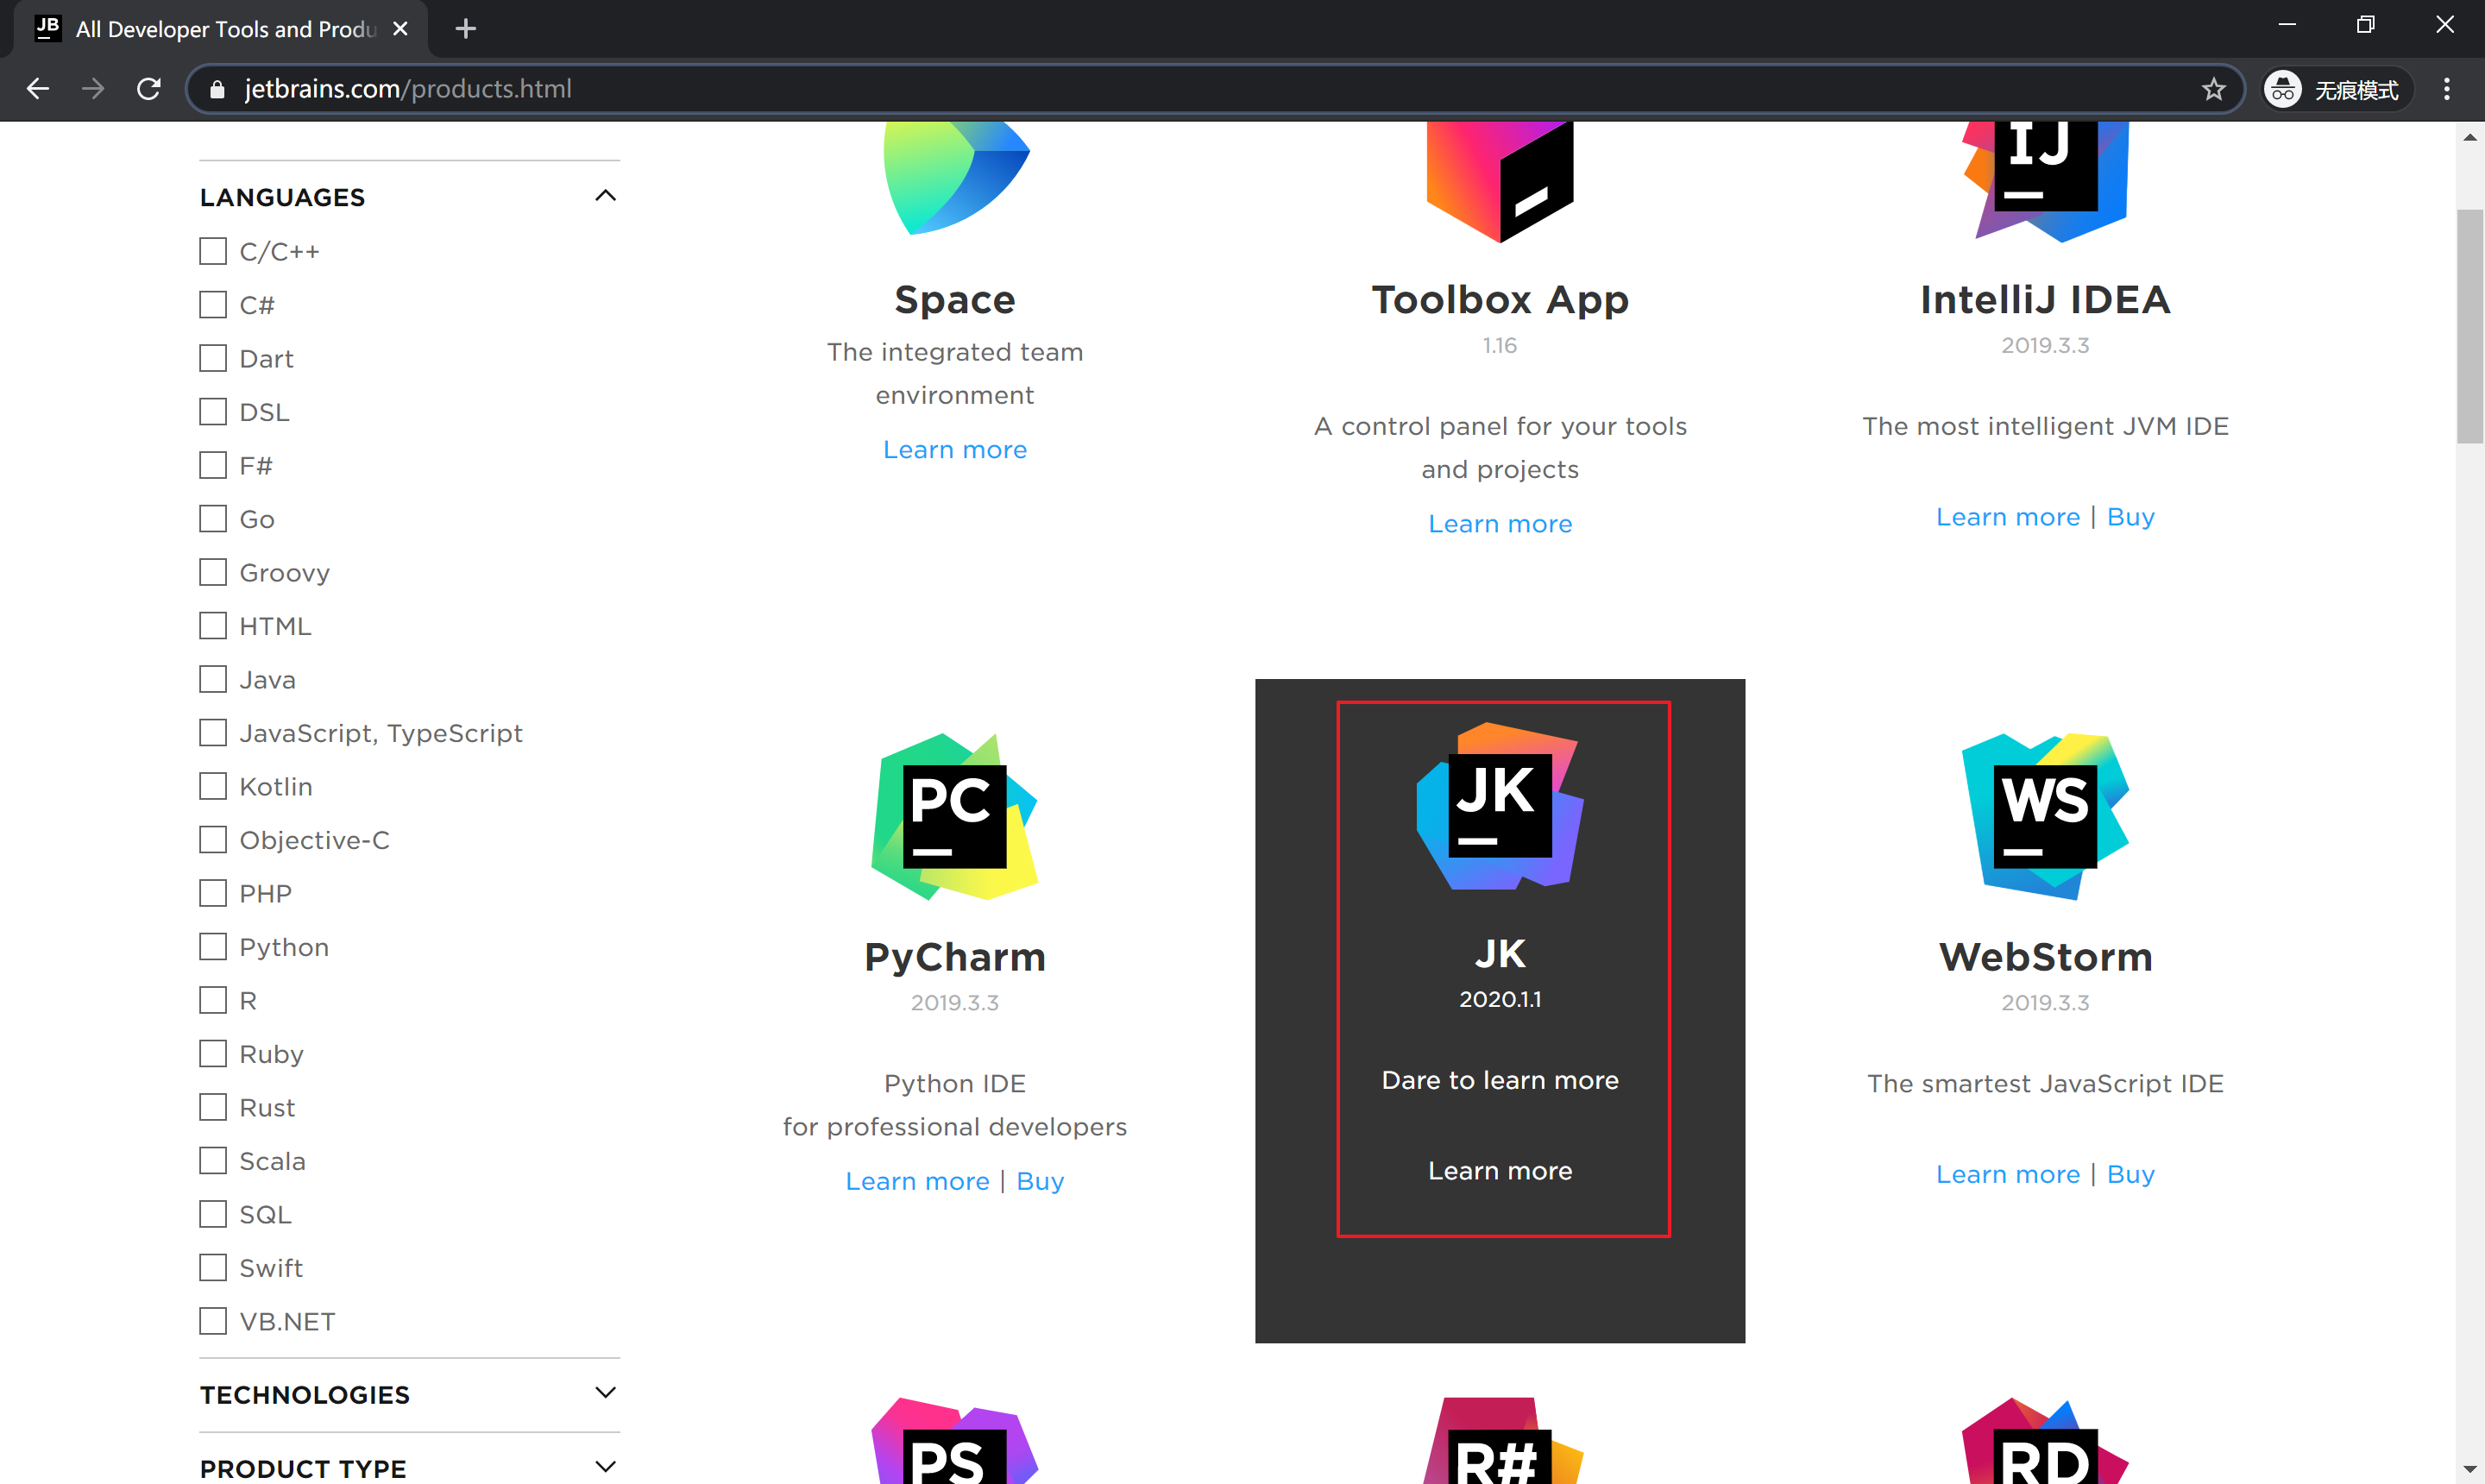 JB
All Developer Tools and Produ
jetbrains.com/products.html
无痕模式
LANGUAGES
C/C++
C#
Dart
DSL
F#
Go
Groovy
HTML
Java
JavaScript, TypeScript
Kotlin
Objective-C
PHP
Python
R
Ruby
Rust
Scala
SQL
Swift
VB.NET
TECHNOLOGIES
PRODUCT TYPE
Space
The integrated team
environment
Learn more
Toolbox App
1.16
A control panel for your tools
and projects
Learn more
IJ
IntelliJ IDEA
2019.3.3
The most intelligent JVM IDE
Learn more | Buy
PC
PyCharm
2019.3.3
Python IDE
for professional developers
Learn more | Buy
JK
JK
2020.1.1
Dare to learn more
Learn more
WS
WebStorm
2019.3.3
The smartest JavaScript IDE
Learn more | Buy
PS
R#
RD